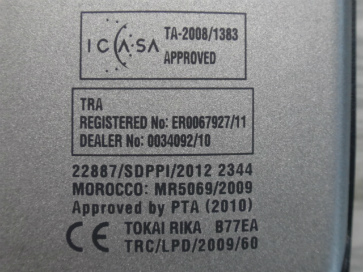 ICASA TA-2008/1383
APPROVED
TRA
REGISTERED No: ER0067927/11
DEALER No: 0034092/10
22887/SDPPI/2012 2344
MOROCCO: MR5069/2009
Approved by PTA (2010)
CE TOKAI RIKA B77EA
TRC/LPD/2009/60